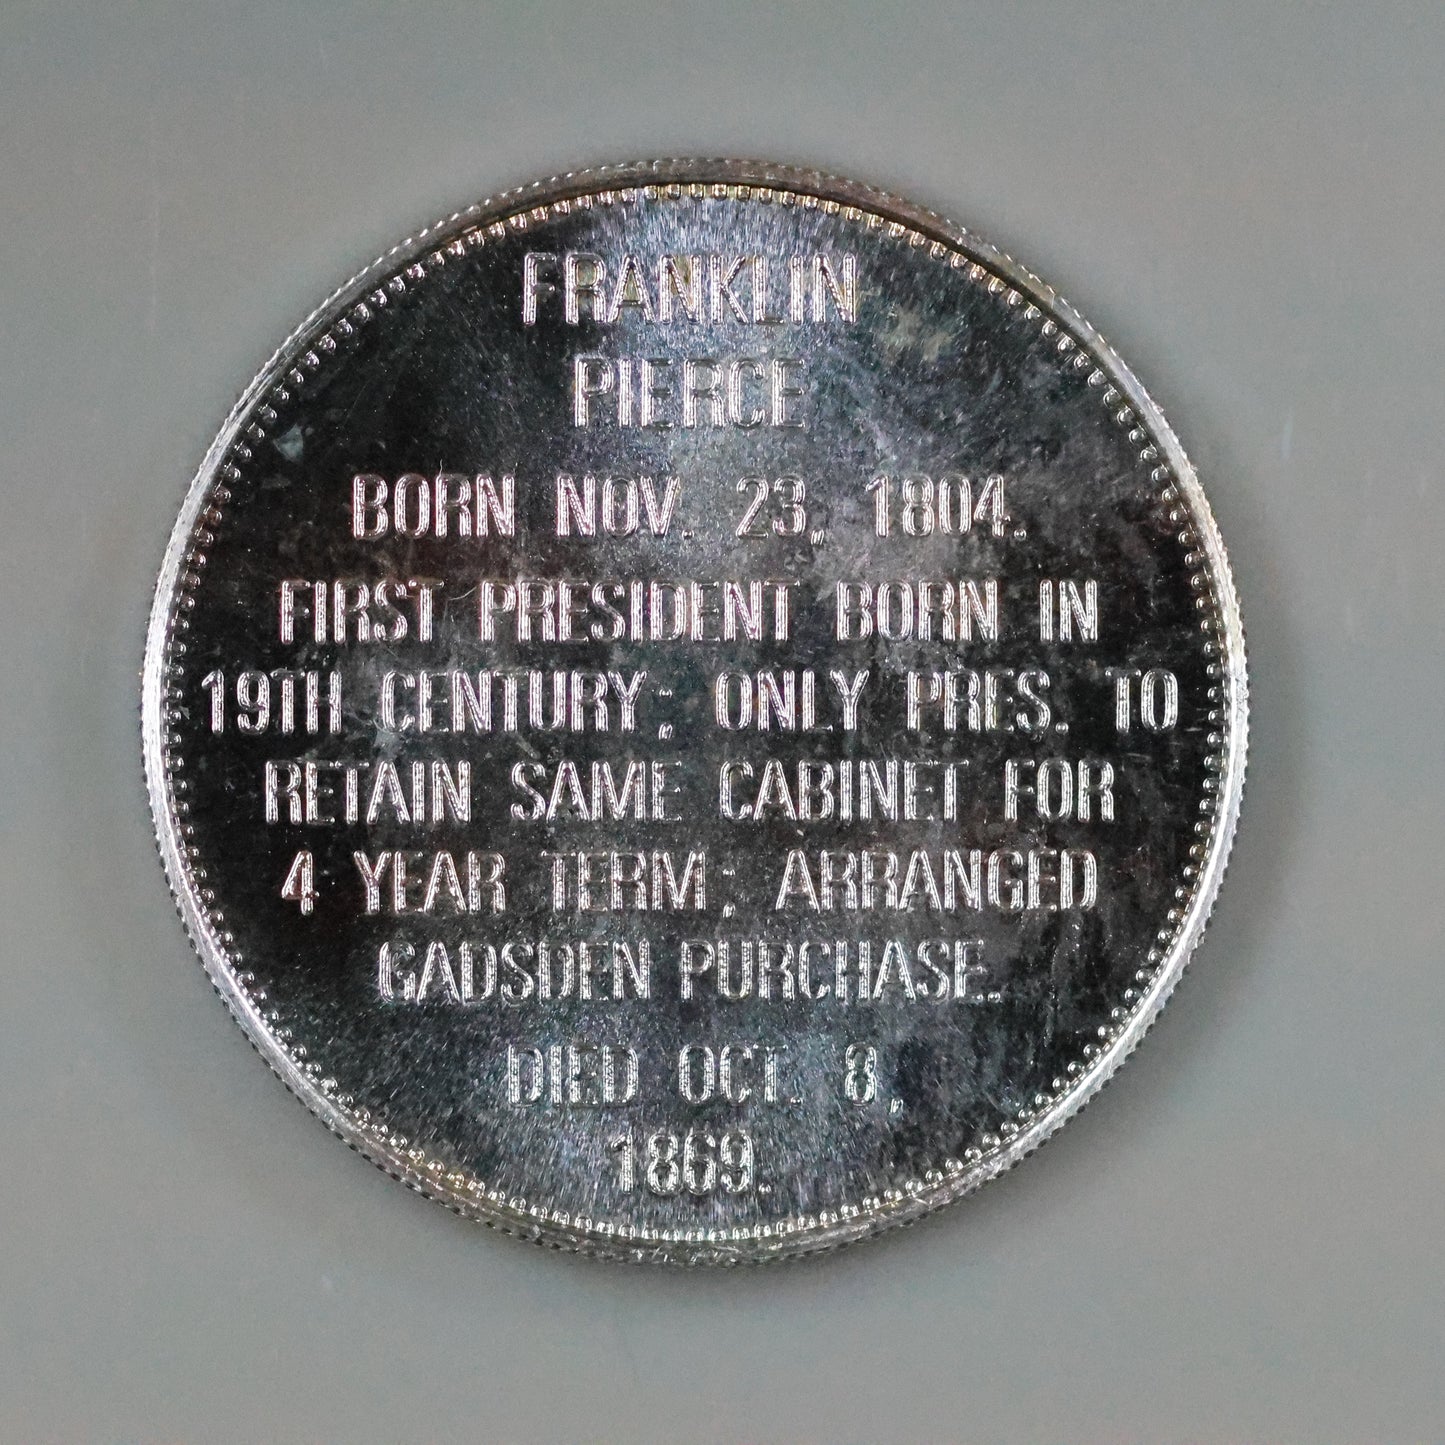 FRANKLIN
PIERCE
BORN NOV. 23, 1804.
FIRST PRESIDENT BORN IN
19TH CENTURY; ONLY PRES. TO
RETAIN SAME CABINET FOR
4 YEAR TERM; ARRANGED
GADSDEN PURCHASE.
DIED OCT. 8,
1869.